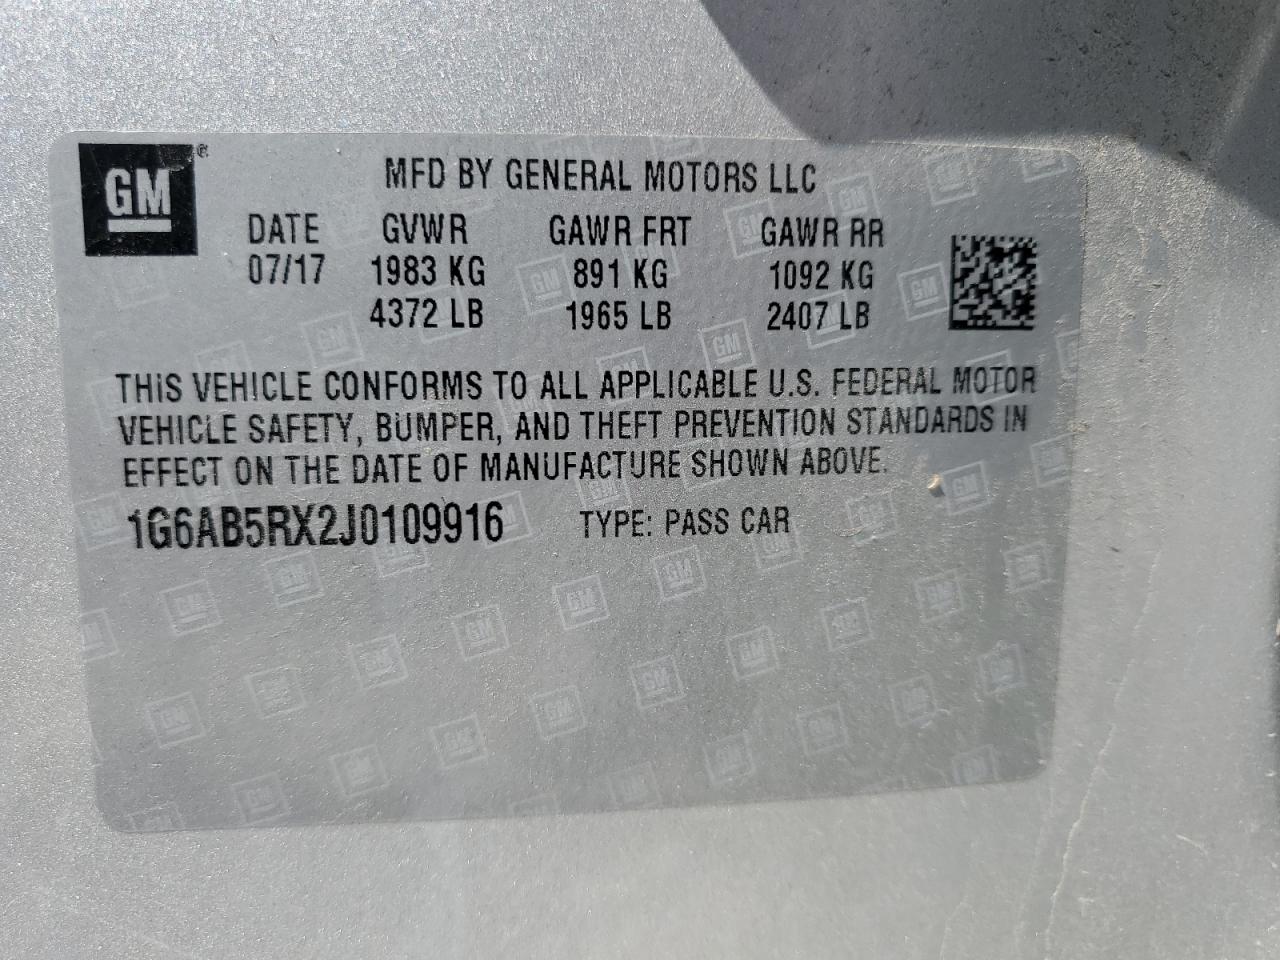 GM®
MFD BY GENERAL MOTORS LLC
DATE GVWR GAWR FRT GAWR RR
07/17 1983 KG 891 KG 1092 KG
4372 LB 1965 LB 2407 LB
THIS VEHICLE CONFORMS TO ALL APPLICABLE U.S. FEDERAL MOTOR
VEHICLE SAFETY, BUMPER, AND THEFT PREVENTION STANDARDS IN
EFFECT ON THE DATE OF MANUFACTURE SHOWN ABOVE.
1G6AB5RX2J0109916 TYPE: PASS CAR